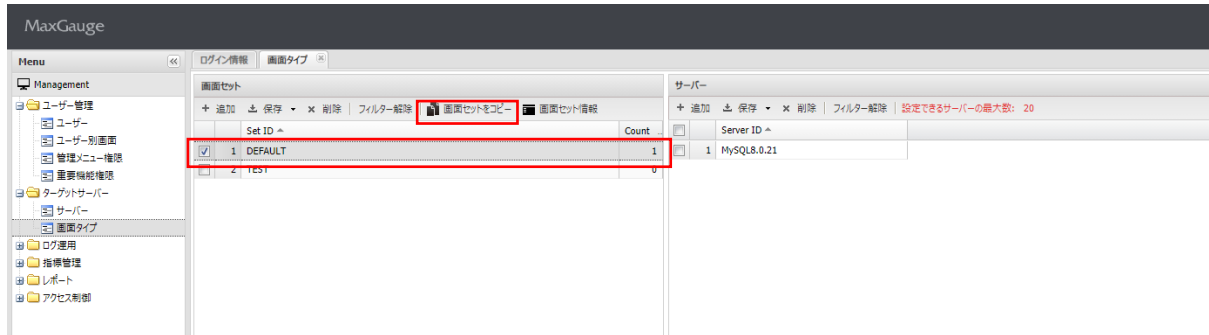 MaxGauge
Menu
ログイン情報 画面タイプ
Management
画面セット
サーバー
ユーザー管理
ユーザー
ユーザー別画面
管理メニュー権限
重要機能権限
ターゲットサーバー
サーバー
画面タイプ
ログ運用
指標管理
レポート
アクセス制御
+ 追加 保存 × 削除 フィルター解除 画面セットをコピー 画面セット情報
Set ID Count
1 DEFAULT 1
2 TEST 0
+ 追加 保存 × 削除 フィルター解除 設定できるサーバーの最大数: 20
Server ID
1 MySQL8.0.21